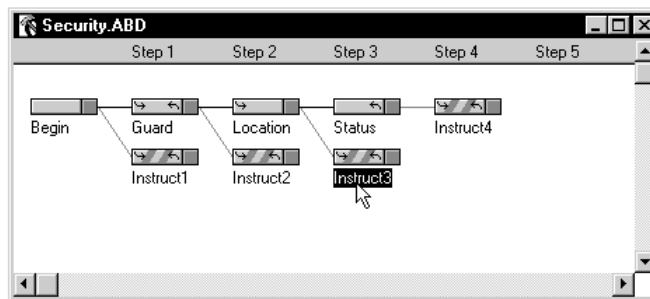 Security.ABD
Step 1 Step 2 Step 3 Step 4 Step 5
Begin Guard Location Status Instruct4
Instruct1 Instruct2 Instruct3